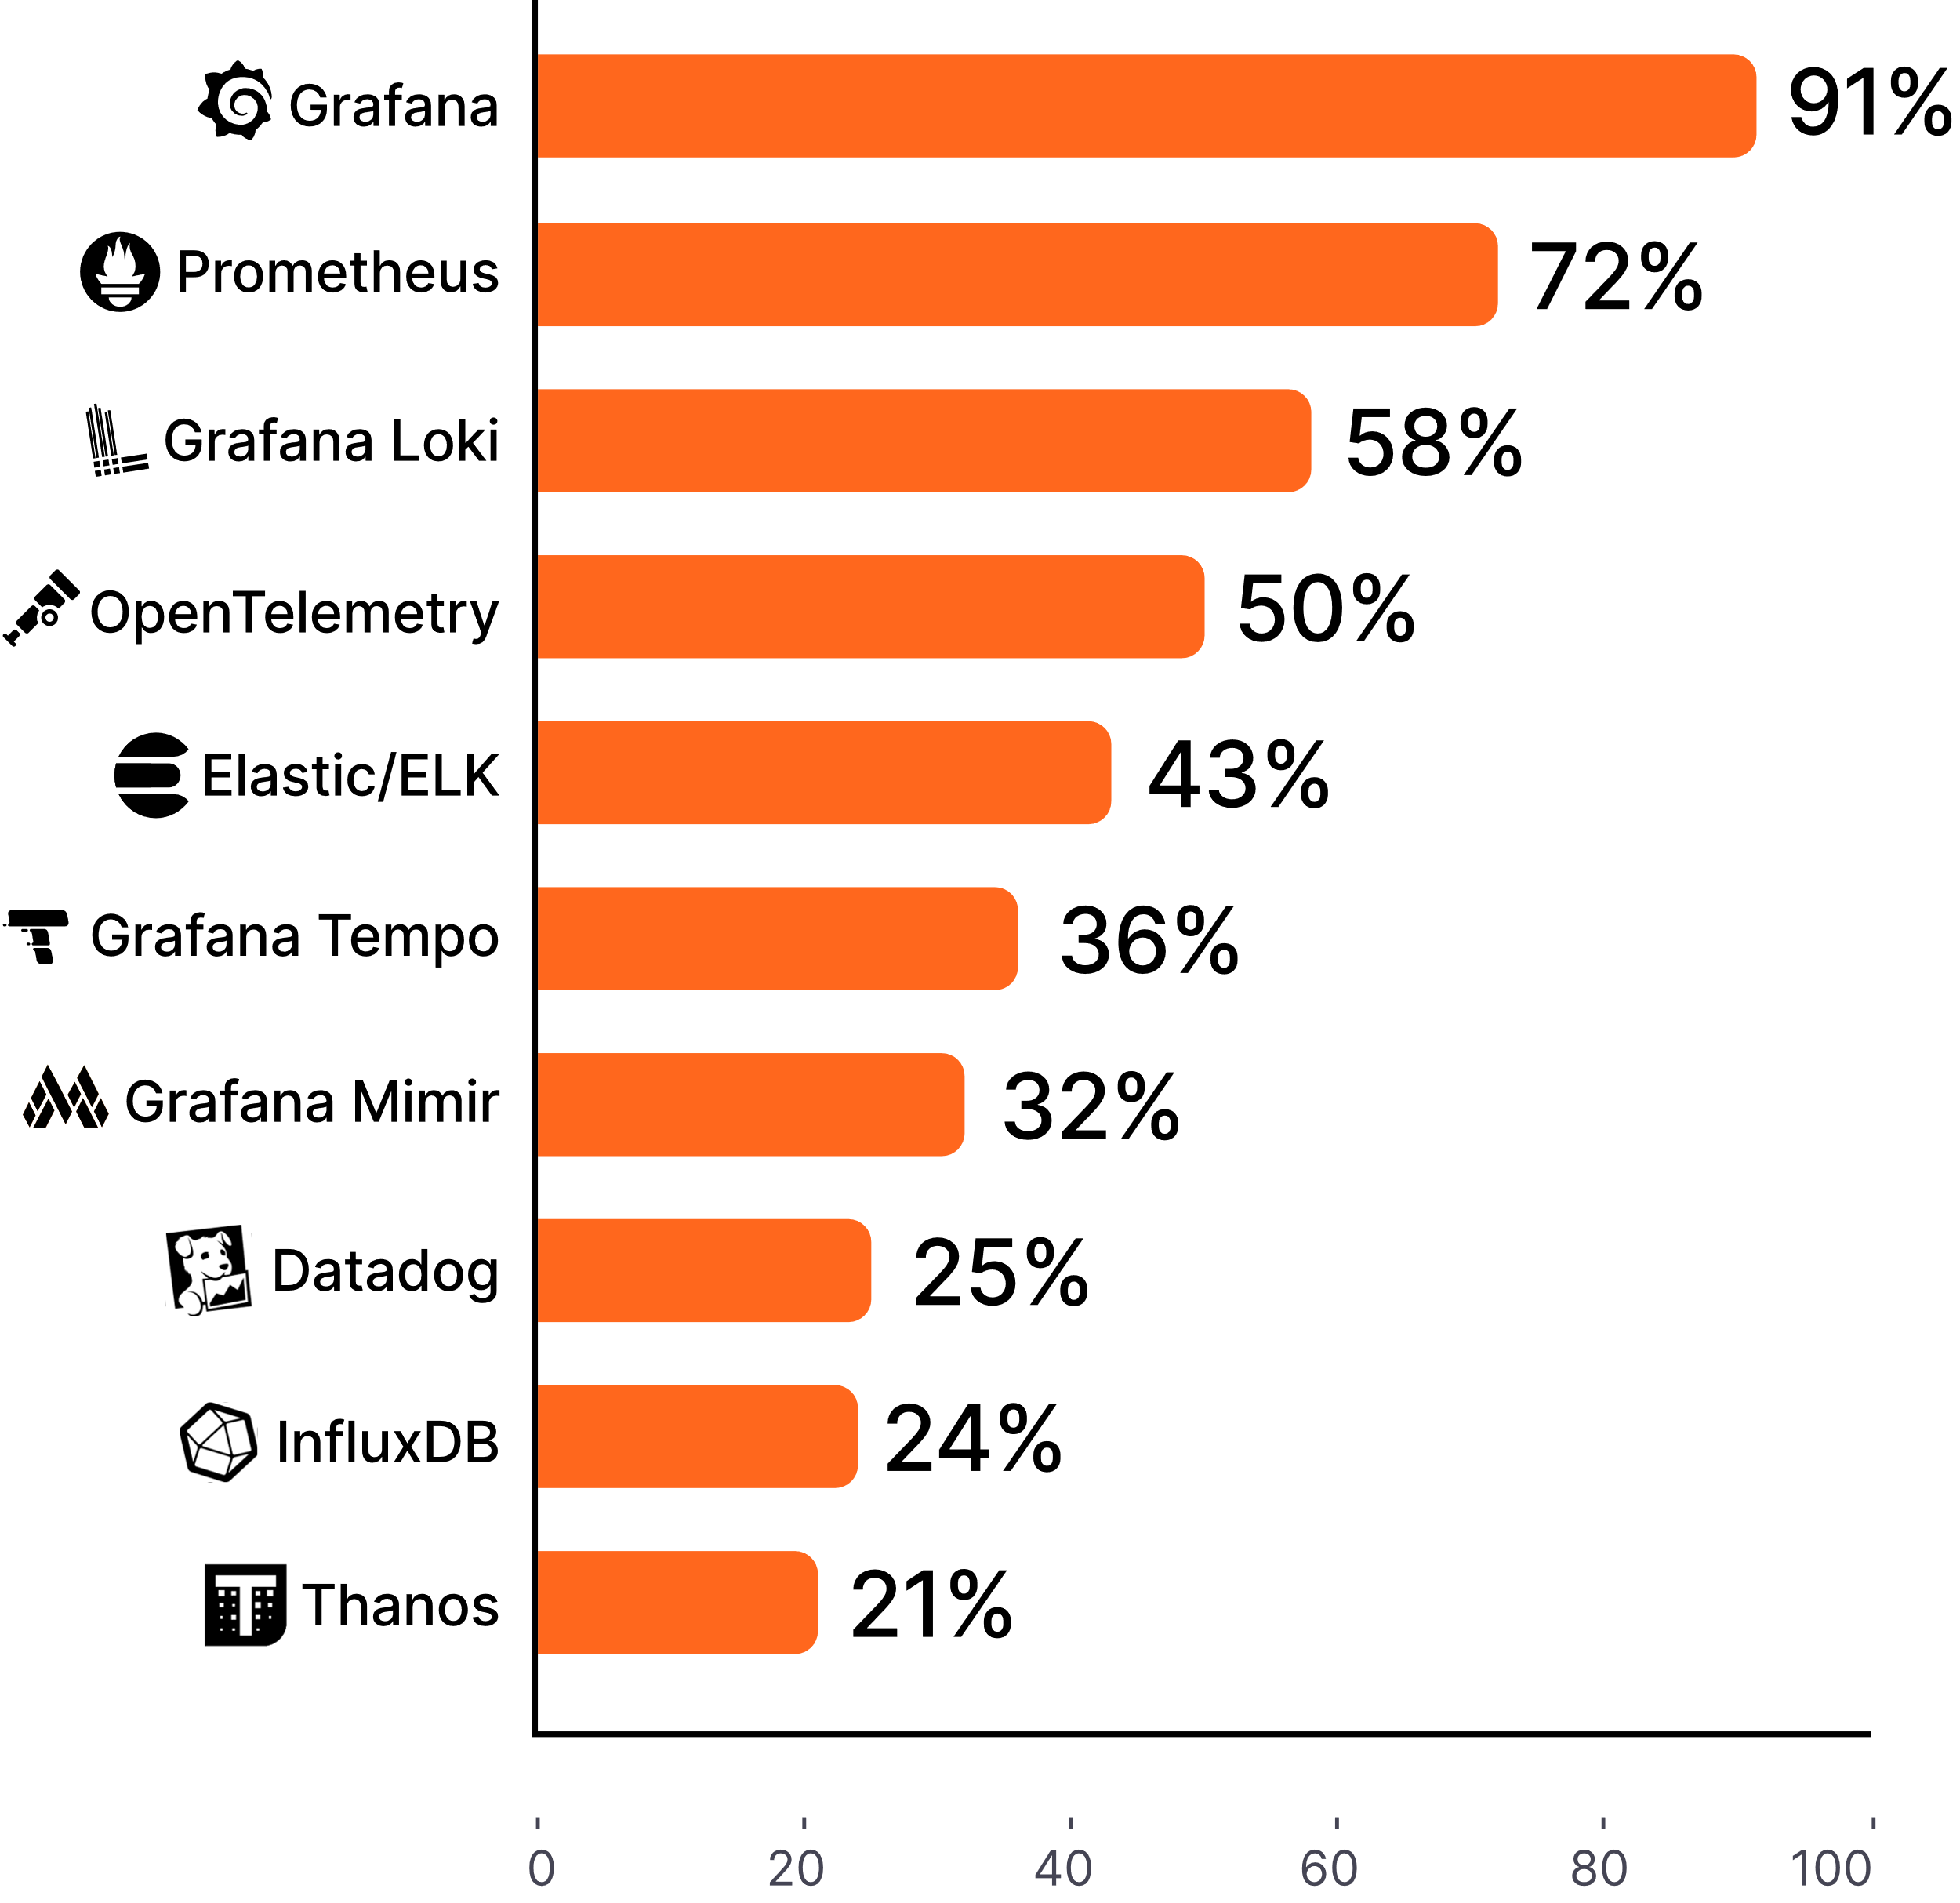 Grafana 91%
Prometheus 72%
Grafana Loki 58%
OpenTelemetry 50%
Elastic/ELK 43%
Grafana Tempo 36%
Grafana Mimir 32%
Datadog 25%
InfluxDB 24%
Thanos 21%
0 20 40 60 80 100